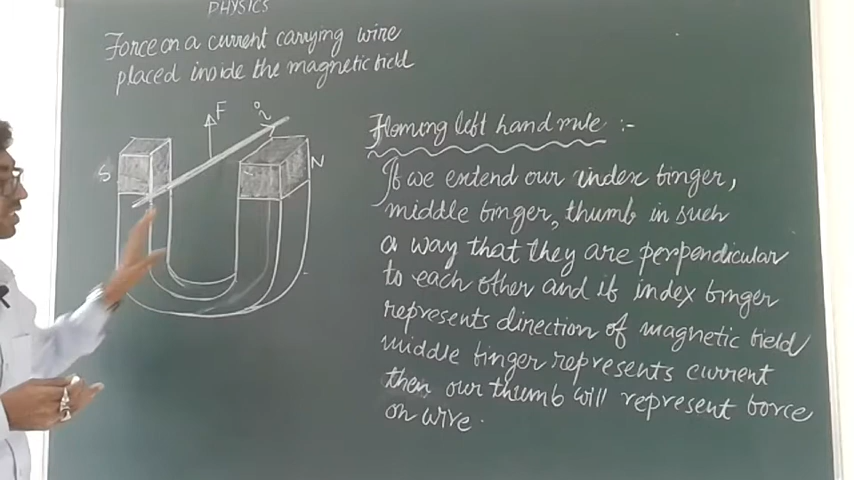 PHYSICS
Force on a current carrying wire
placed inside the magnetic field
F
i
S
N
Fleming left hand rule :-
If we extend our index finger,
middle finger, thumb in such
a way that they are perpendicular
to each other and if index finger
represents direction of magnetic field
middle finger represents current
then our thumb will represent force
on wire.